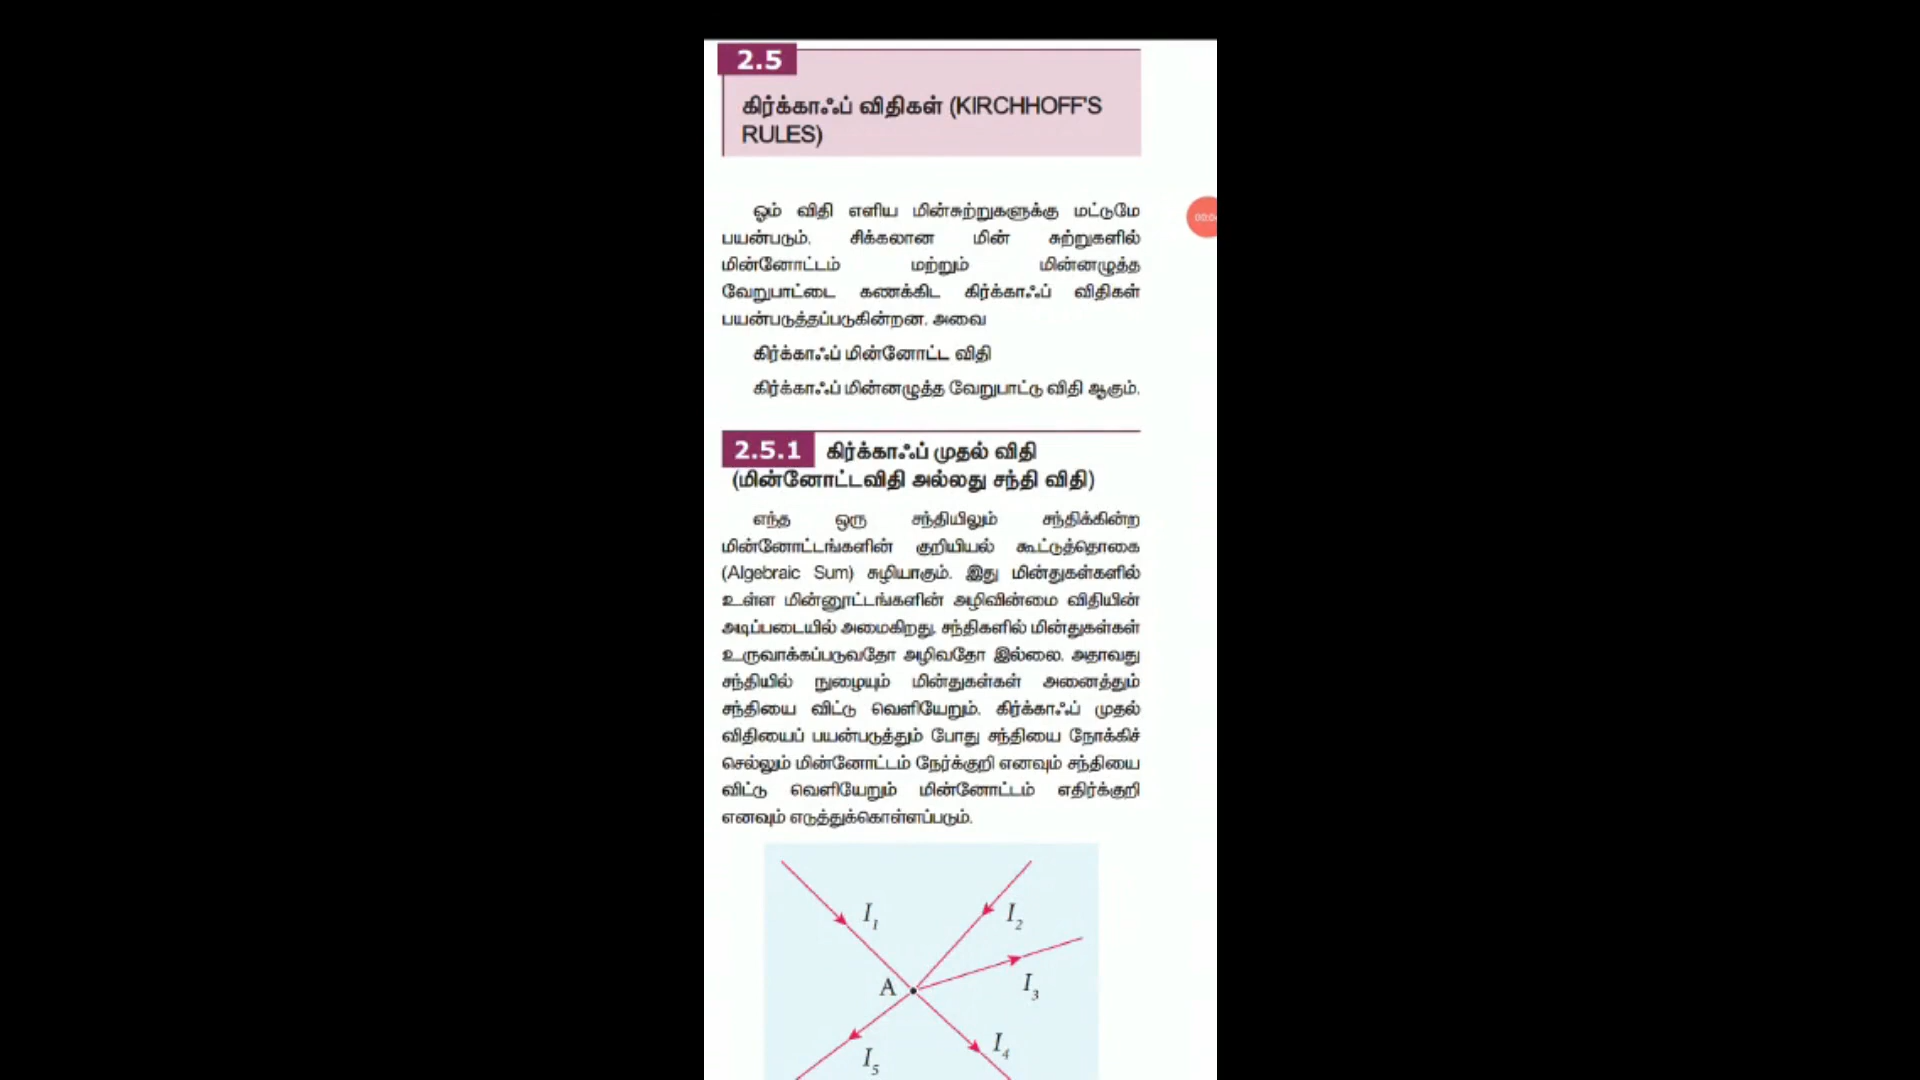 2.5
கிர்க்காஃப் விதிகள் (KIRCHHOFF'S
RULES)
ஓம் விதி எளிய மின்சுற்றுகளுக்கு மட்டுமே
பயன்படும். சிக்கலான மின் சுற்றுகளில்
மின்னோட்டம் மற்றும் மின்னழுத்த
வேறுபாட்டை கணக்கிட கிர்க்காஃப் விதிகள்
பயன்படுத்தப்படுகின்றன. அவை
கிர்க்காஃப் மின்னோட்ட விதி
கிர்க்காஃப் மின்னழுத்த வேறுபாட்டு விதி ஆகும்.
2.5.1 கிர்க்காஃப் முதல் விதி
(மின்னோட்டவிதி அல்லது சந்தி விதி)
எந்த ஒரு சந்தியிலும் சந்திக்கின்ற
மின்னோட்டங்களின் குறியியல் கூட்டுத்தொகை
(Algebraic Sum) சுழியாகும். இது மின்துகள்களில்
உள்ள மின்னூட்டங்களின் அழிவின்மை விதியின்
அடிப்படையில் அமைகிறது. சந்திகளில் மின்துகள்கள்
உருவாக்கப்படுவதோ அழிவதோ இல்லை. அதாவது
சந்தியில் நுழையும் மின்துகள்கள் அனைத்தும்
சந்தியை விட்டு வெளியேறும். கிர்க்காஃப் முதல்
விதியைப் பயன்படுத்தும் போது சந்தியை நோக்கிச்
செல்லும் மின்னோட்டம் நேர்க்குறி எனவும் சந்தியை
விட்டு வெளியேறும் மின்னோட்டம் எதிர்க்குறி
எனவும் எடுத்துக்கொள்ளப்படும்.
I₁
I₂
A
I₃
I₄
I₅